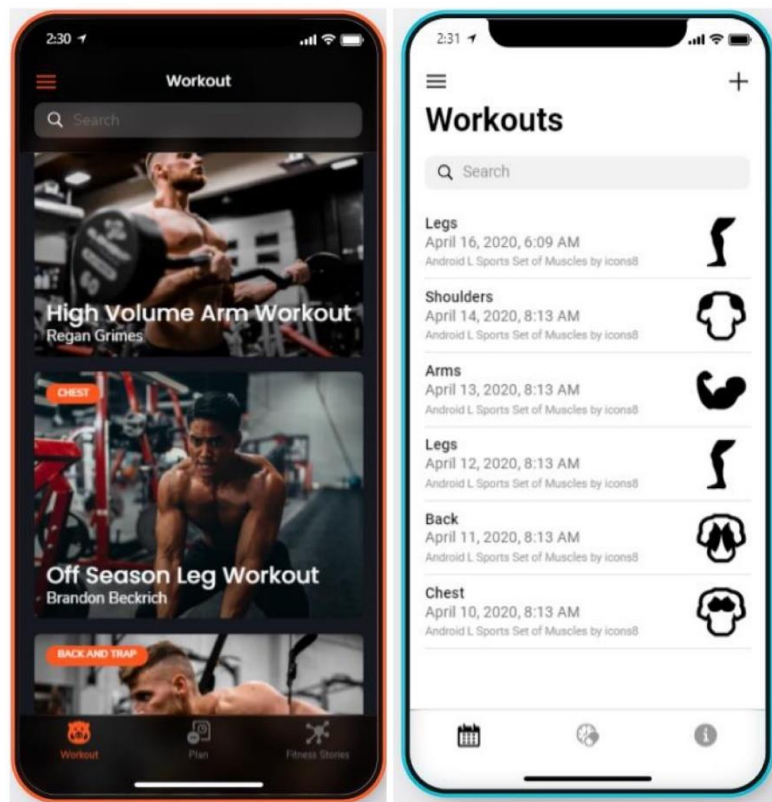 2:30
Workout
Search
High Volume Arm Workout
Regan Grimes
CHEST
Off Season Leg Workout
Brandon Beckrich
BACK AND TRAP
Workout
Plan
Fitness Stories
2:31
Workouts
Search
Legs
April 16, 2020, 6:09 AM
Android L Sports Set of Muscles by icons8
Shoulders
April 14, 2020, 8:13 AM
Android L Sports Set of Muscles by icons8
Arms
April 13, 2020, 8:13 AM
Android L Sports Set of Muscles by icons8
Legs
April 12, 2020, 8:13 AM
Android L Sports Set of Muscles by icons8
Back
April 11, 2020, 8:13 AM
Android L Sports Set of Muscles by icons8
Chest
April 10, 2020, 8:13 AM
Android L Sports Set of Muscles by icons8